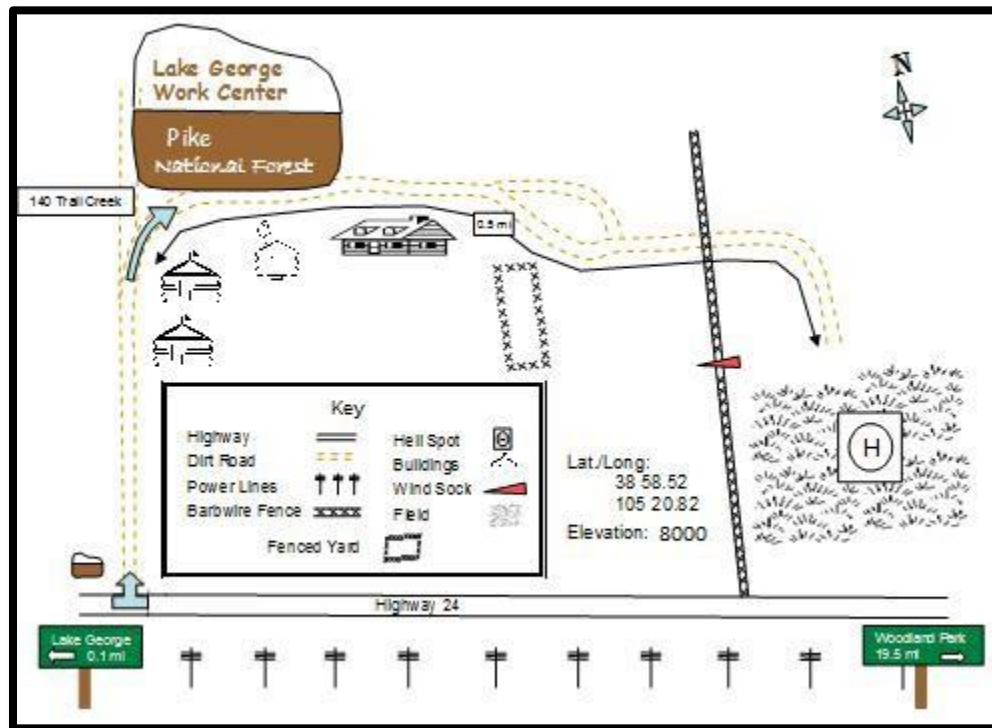 Lake George
Work Center
Pike
National Forest
N
140 Trail Creek
0.5 mi
Key
Highway
Dirt Road
Power Lines
Barbwire Fence
Fenced Yard
Heli Spot
Buildings
Wind Sock
Field
H
Lat./Long:
38 58.52
105 20.82
Elevation: 8000
H
Highway 24
Lake George
0.1 mi
Woodland Park
19.5 mi